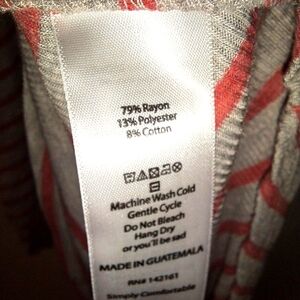 79% Rayon
13% Polyester
8% Cotton
Machine Wash Cold
Gentle Cycle
Do Not Bleach
Hang Dry
or you'll be sad
MADE IN GUATEMALA
RN# 142161
Simply Comfortable